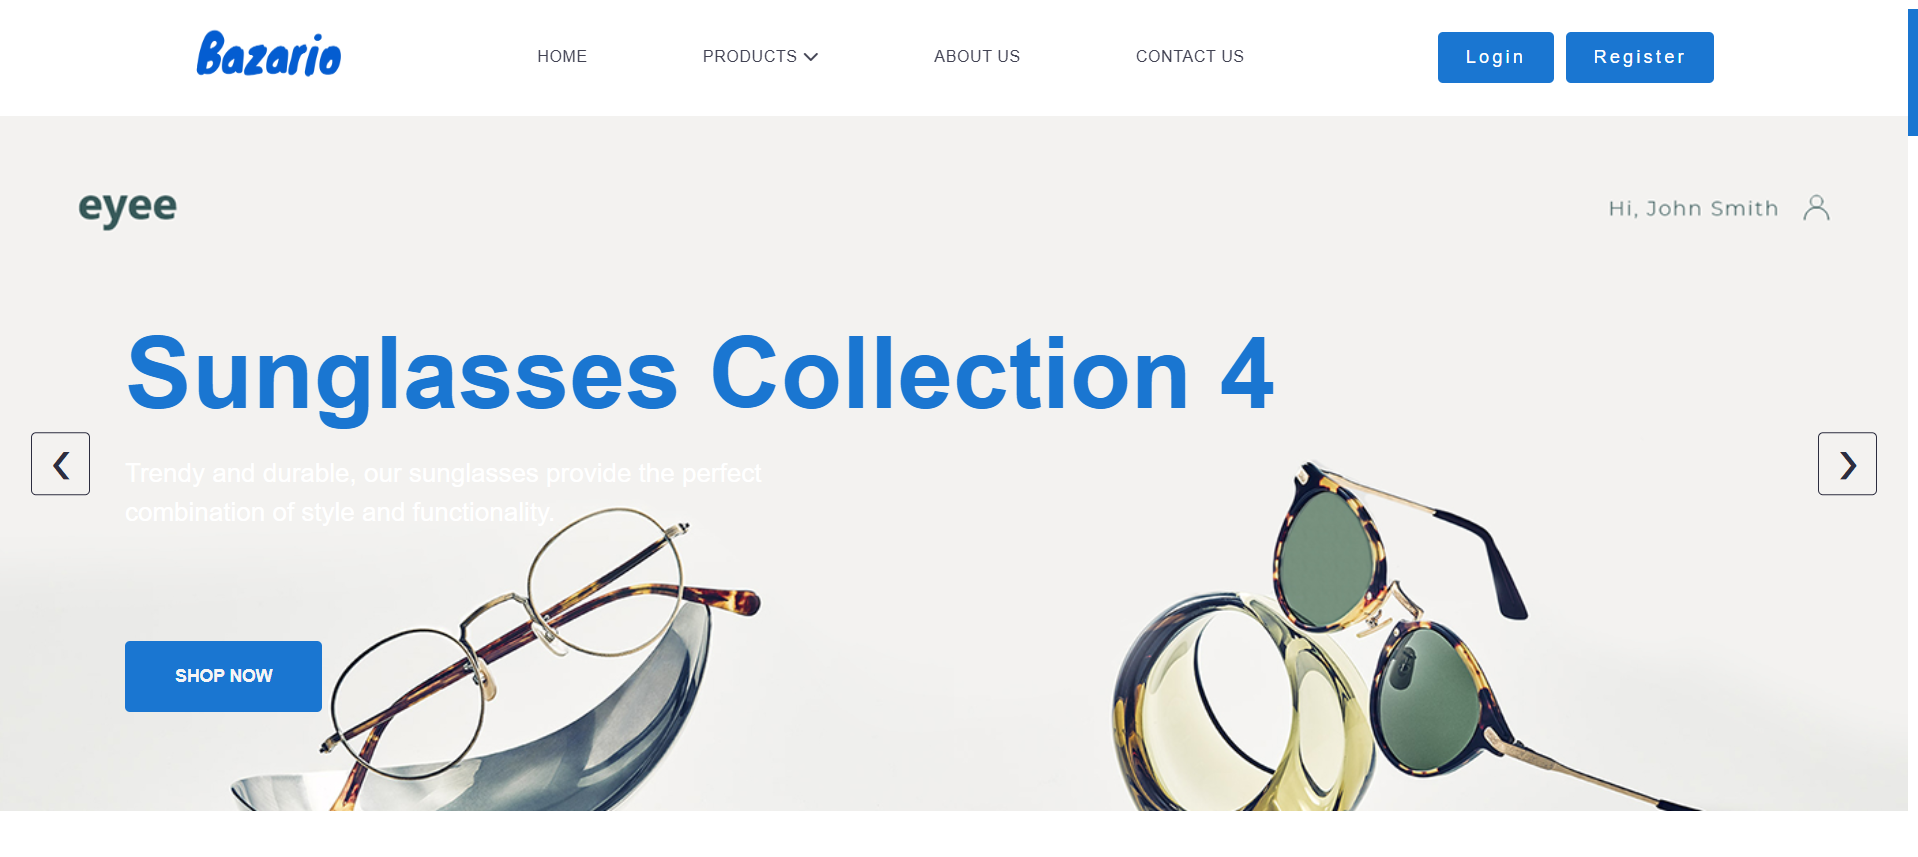 Bazario
HOME
PRODUCTS
ABOUT US
CONTACT US
Login
Register
eyee
Hi, John Smith
Sunglasses Collection 4
Trendy and durable, our sunglasses provide the perfect
combination of style and functionality.
SHOP NOW